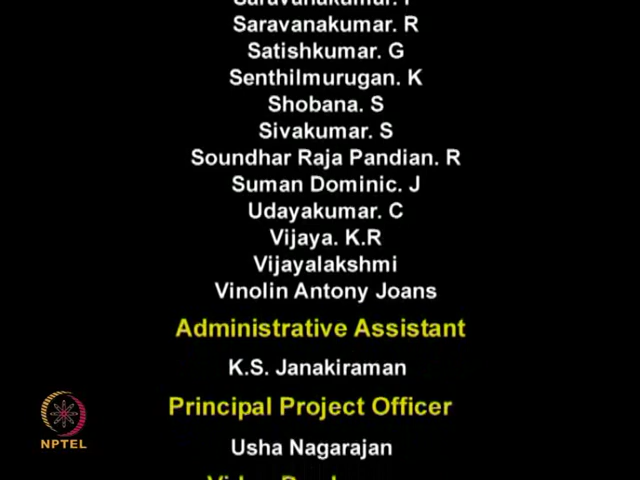 Saravanakumar. R
Satishkumar. G
Senthilmurugan. K
Shobana. S
Sivakumar. S
Soundhar Raja Pandian. R
Suman Dominic. J
Udayakumar. C
Vijaya. K.R
Vijayalakshmi
Vinolin Antony Joans
Administrative Assistant
K.S. Janakiraman
Principal Project Officer
Usha Nagarajan
NPTEL